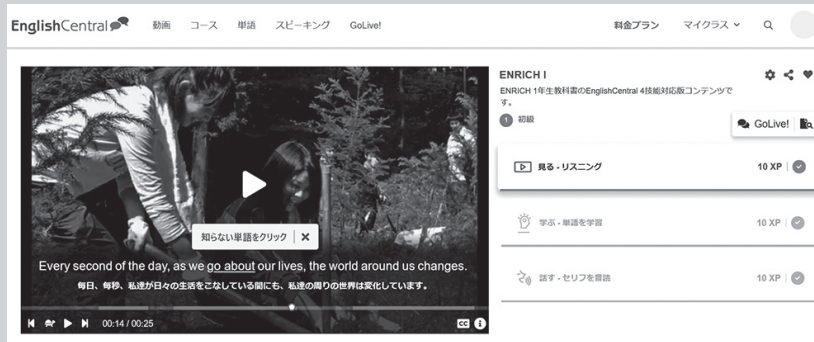 EnglishCentral 動画 コース 単語 スピーキング GoLive! 料金プラン マイクラス
ENRICH I
ENRICH 1年生教科書のEnglishCentral 4技能対応版コンテンツで
す。
1 初級
GoLive!
見る - リスニング 10 XP
学ぶ - 単語を学習 10 XP
話す - セリフを音読 10 XP
知らない単語をクリック X
Every second of the day, as we go about our lives, the world around us changes.
毎日、毎秒、私達が日々の生活をこなしている間にも、私達の周りの世界は変化しています。
00:14 / 00:25 CC